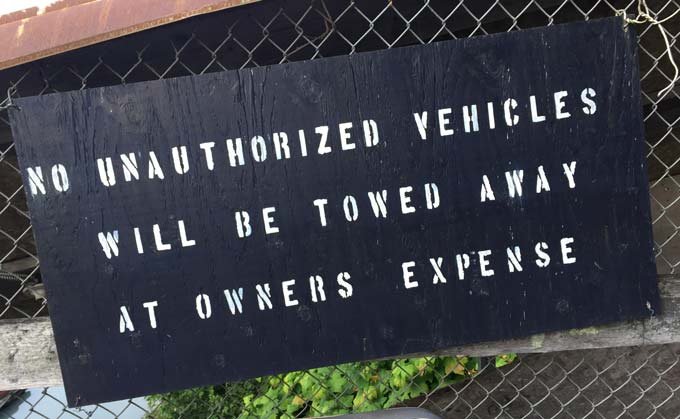 NO UNAUTHORIZED VEHICLES
WILL BE TOWED AWAY
AT OWNERS EXPENSE